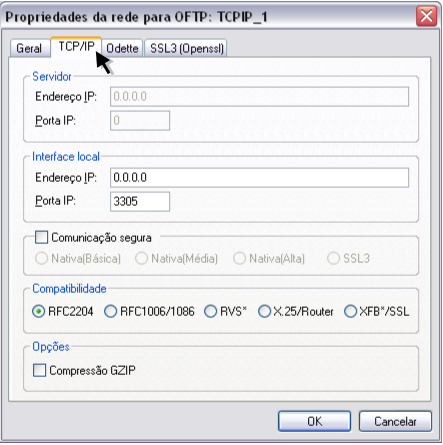 Propriedades da rede para OFTP: TCPIP_1
Geral TCP/IP Odette SSL3 (Openssl)
Servidor
Endereço IP: 0.0.0.0
Porta IP: 0
Interface local
Endereço IP: 0.0.0.0
Porta IP: 3305
Comunicação segura
Nativa(Básica) Nativa(Média) Nativa(Alta) SSL3
Compatibilidade
RFC2204 RFC1006/1086 RVS* X.25/Router XFB*/SSL
Opções
Compressão GZIP
OK Cancelar